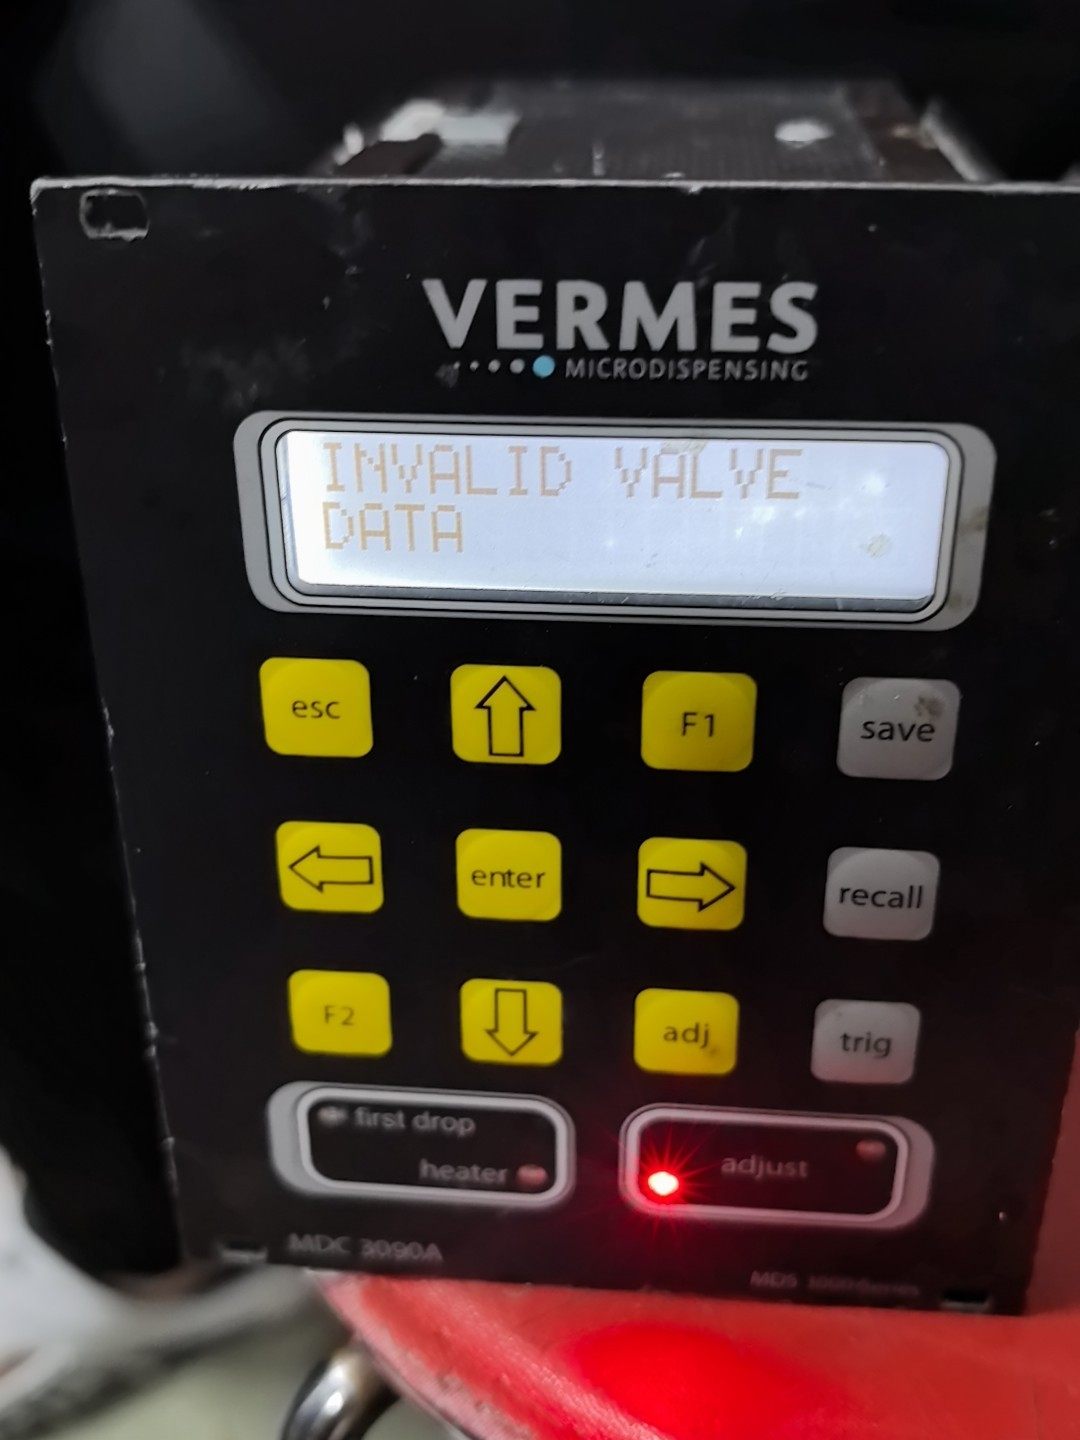 VERMES
MICRODISPENSING
INVALID VALVE
DATA
esc
F1
save
enter
recall
F2
adj
trig
first drop
heater
adjust
MDC 3090A
MDS